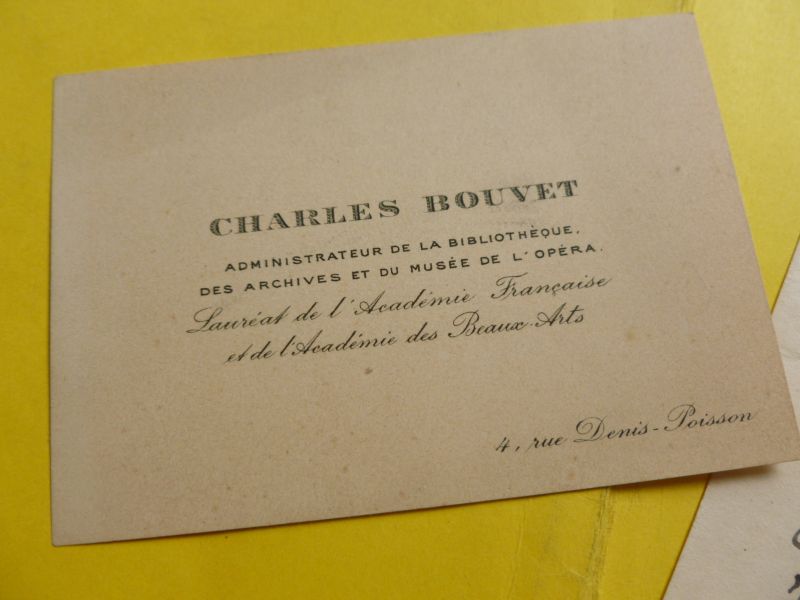 CHARLES BOUVET
ADMINISTRATEUR DE LA BIBLIOTHÈQUE,
DES ARCHIVES ET DU MUSÉE DE L'OPÉRA.
Lauréat de l'Académie Française
et de l'Académie des Beaux-Arts
4, rue Denis-Poisson